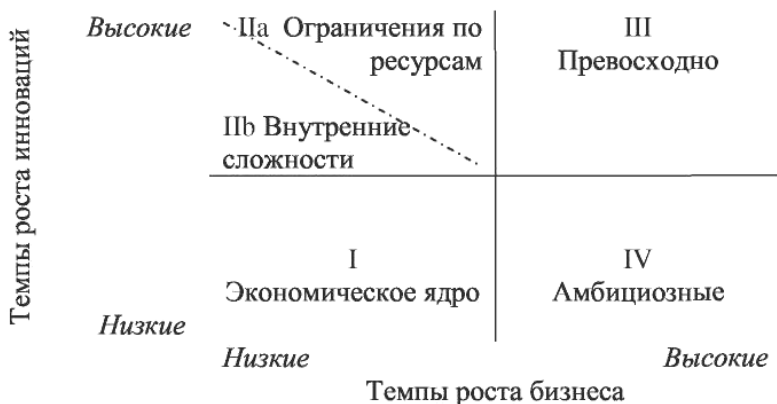 Темпы роста инноваций
Высокие
IIa Ограничения по
ресурсам
III
Превосходно
IIb Внутренние
сложности
I
Экономическое ядро
IV
Амбициозные
Низкие
Низкие
Высокие
Темпы роста бизнеса